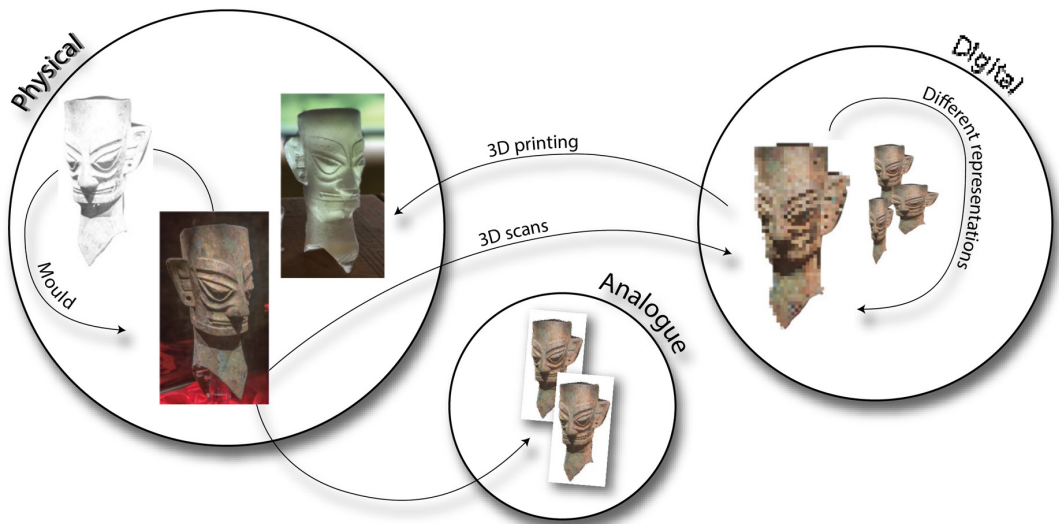 Physical
Digital
Different representations
3D printing
3D scans
Mould
Analogue